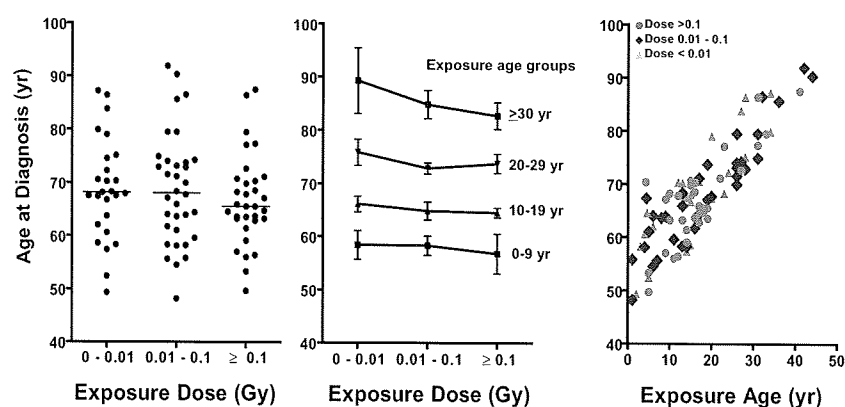 Age at Diagnosis (yr)
100
90
80
70
60
50
40
0 - 0.01 0.01 - 0.1 ≥ 0.1
Exposure Dose (Gy)
100
90
80
70
60
50
40
Exposure age groups
≥30 yr
20-29 yr
10-19 yr
0-9 yr
0 - 0.01 0.01 - 0.1 ≥ 0.1
Exposure Dose (Gy)
100
90
80
70
60
50
40
Dose >0.1
Dose 0.01 - 0.1
Dose < 0.01
0 10 20 30 40 50
Exposure Age (yr)